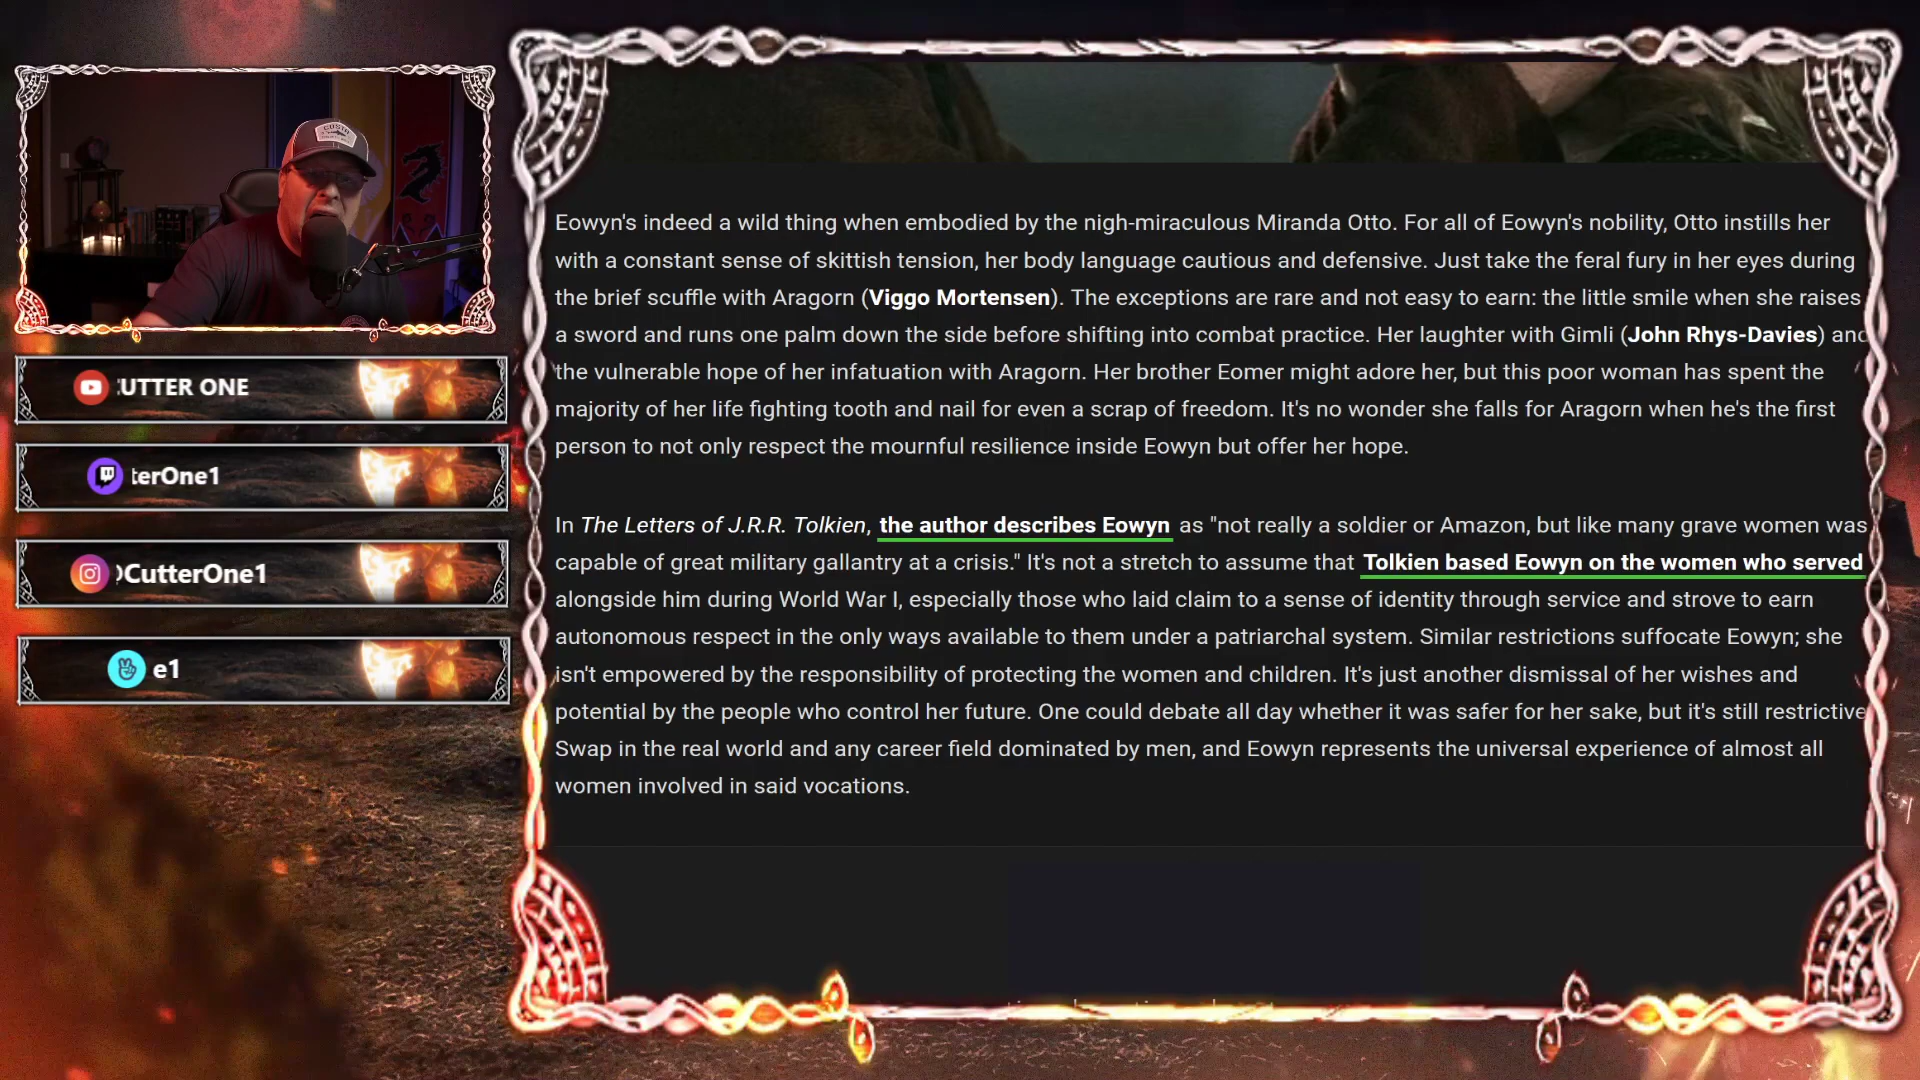 COSTA
CUTTER ONE
terOne1
CutterOne1
e1
Eowyn's indeed a wild thing when embodied by the nigh-miraculous Miranda Otto. For all of Eowyn's nobility, Otto instills her
with a constant sense of skittish tension, her body language cautious and defensive. Just take the feral fury in her eyes during
the brief scuffle with Aragorn (Viggo Mortensen). The exceptions are rare and not easy to earn: the little smile when she raises
a sword and runs one palm down the side before shifting into combat practice. Her laughter with Gimli (John Rhys-Davies) and
the vulnerable hope of her infatuation with Aragorn. Her brother Eomer might adore her, but this poor woman has spent the
majority of her life fighting tooth and nail for even a scrap of freedom. It's no wonder she falls for Aragorn when he's the first
person to not only respect the mournful resilience inside Eowyn but offer her hope.
In The Letters of J.R.R. Tolkien, the author describes Eowyn as "not really a soldier or Amazon, but like many grave women was
capable of great military gallantry at a crisis." It's not a stretch to assume that Tolkien based Eowyn on the women who served
alongside him during World War I, especially those who laid claim to a sense of identity through service and strove to earn
autonomous respect in the only ways available to them under a patriarchal system. Similar restrictions suffocate Eowyn; she
isn't empowered by the responsibility of protecting the women and children. It's just another dismissal of her wishes and
potential by the people who control her future. One could debate all day whether it was safer for her sake, but it's still restrictive
Swap in the real world and any career field dominated by men, and Eowyn represents the universal experience of almost all
women involved in said vocations.